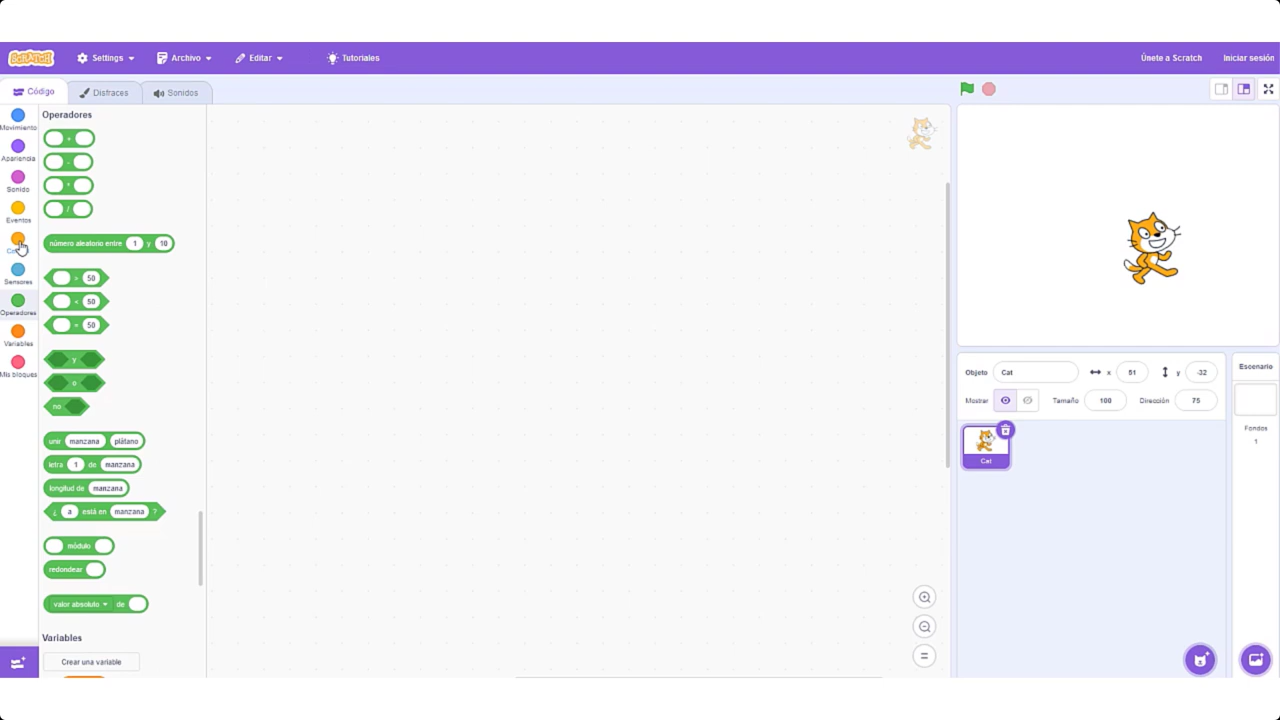 SCRATCH Settings Archivo Editar Tutoriales Únete a Scratch Iniciar sesión
Código Disfraces Sonidos
Movimiento
Apariencia
Sonido
Eventos
Sensores
Operadores
Variables
Mis bloques
Operadores
+
-
*
/
número aleatorio entre 1 y 10
> 50
< 50
= 50
y
o
no
unir manzana plátano
letra 1 de manzana
longitud de manzana
¿ a está en manzana ?
módulo
redondear
valor absoluto de
Variables
Crear una variable
Objeto Cat x 51 y -32
Mostrar Tamaño 100 Dirección 75
Cat
Escenario
Fondos
1